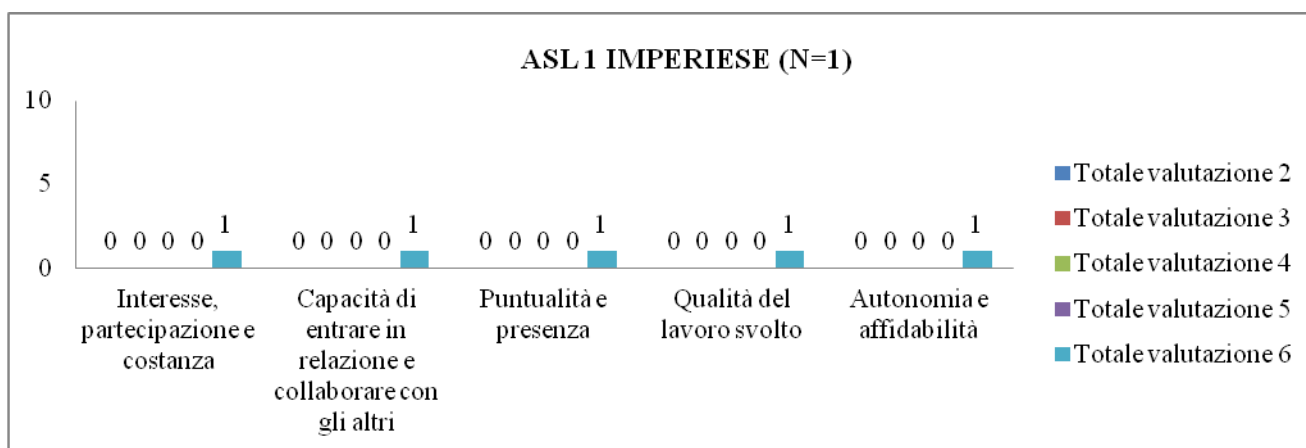 ASL 1 IMPERIESE (N=1)
10
5
0
0 0 0 0 1
0 0 0 0 1
0 0 0 0 1
0 0 0 0 1
0 0 0 0 1
Interesse,
partecipazione e
costanza
Capacità di
entrare in
relazione e
collaborare con
gli altri
Puntualità e
presenza
Qualità del
lavoro svolto
Autonomia e
affidabilità
Totale valutazione 2
Totale valutazione 3
Totale valutazione 4
Totale valutazione 5
Totale valutazione 6